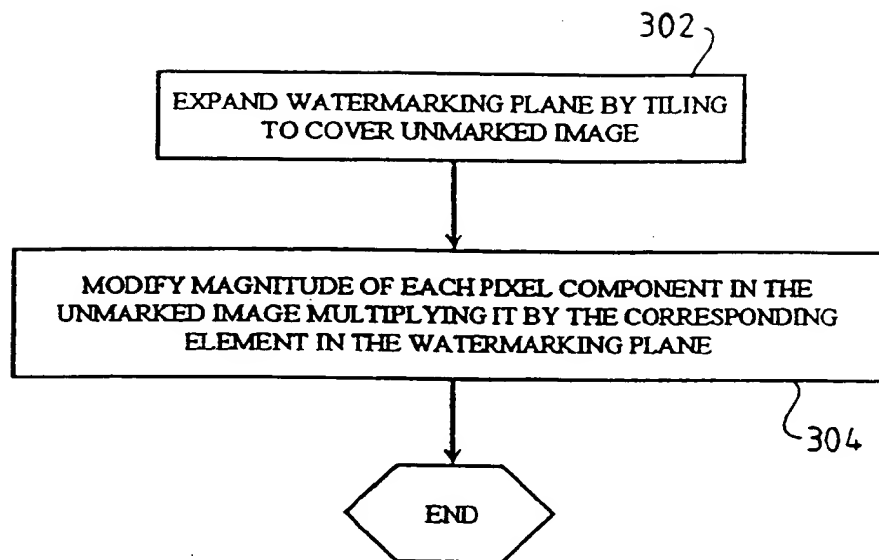 302
EXPAND WATERMARKING PLANE BY TILING
TO COVER UNMARKED IMAGE
MODIFY MAGNITUDE OF EACH PIXEL COMPONENT IN THE
UNMARKED IMAGE MULTIPLYING IT BY THE CORRESPONDING
ELEMENT IN THE WATERMARKING PLANE
304
END